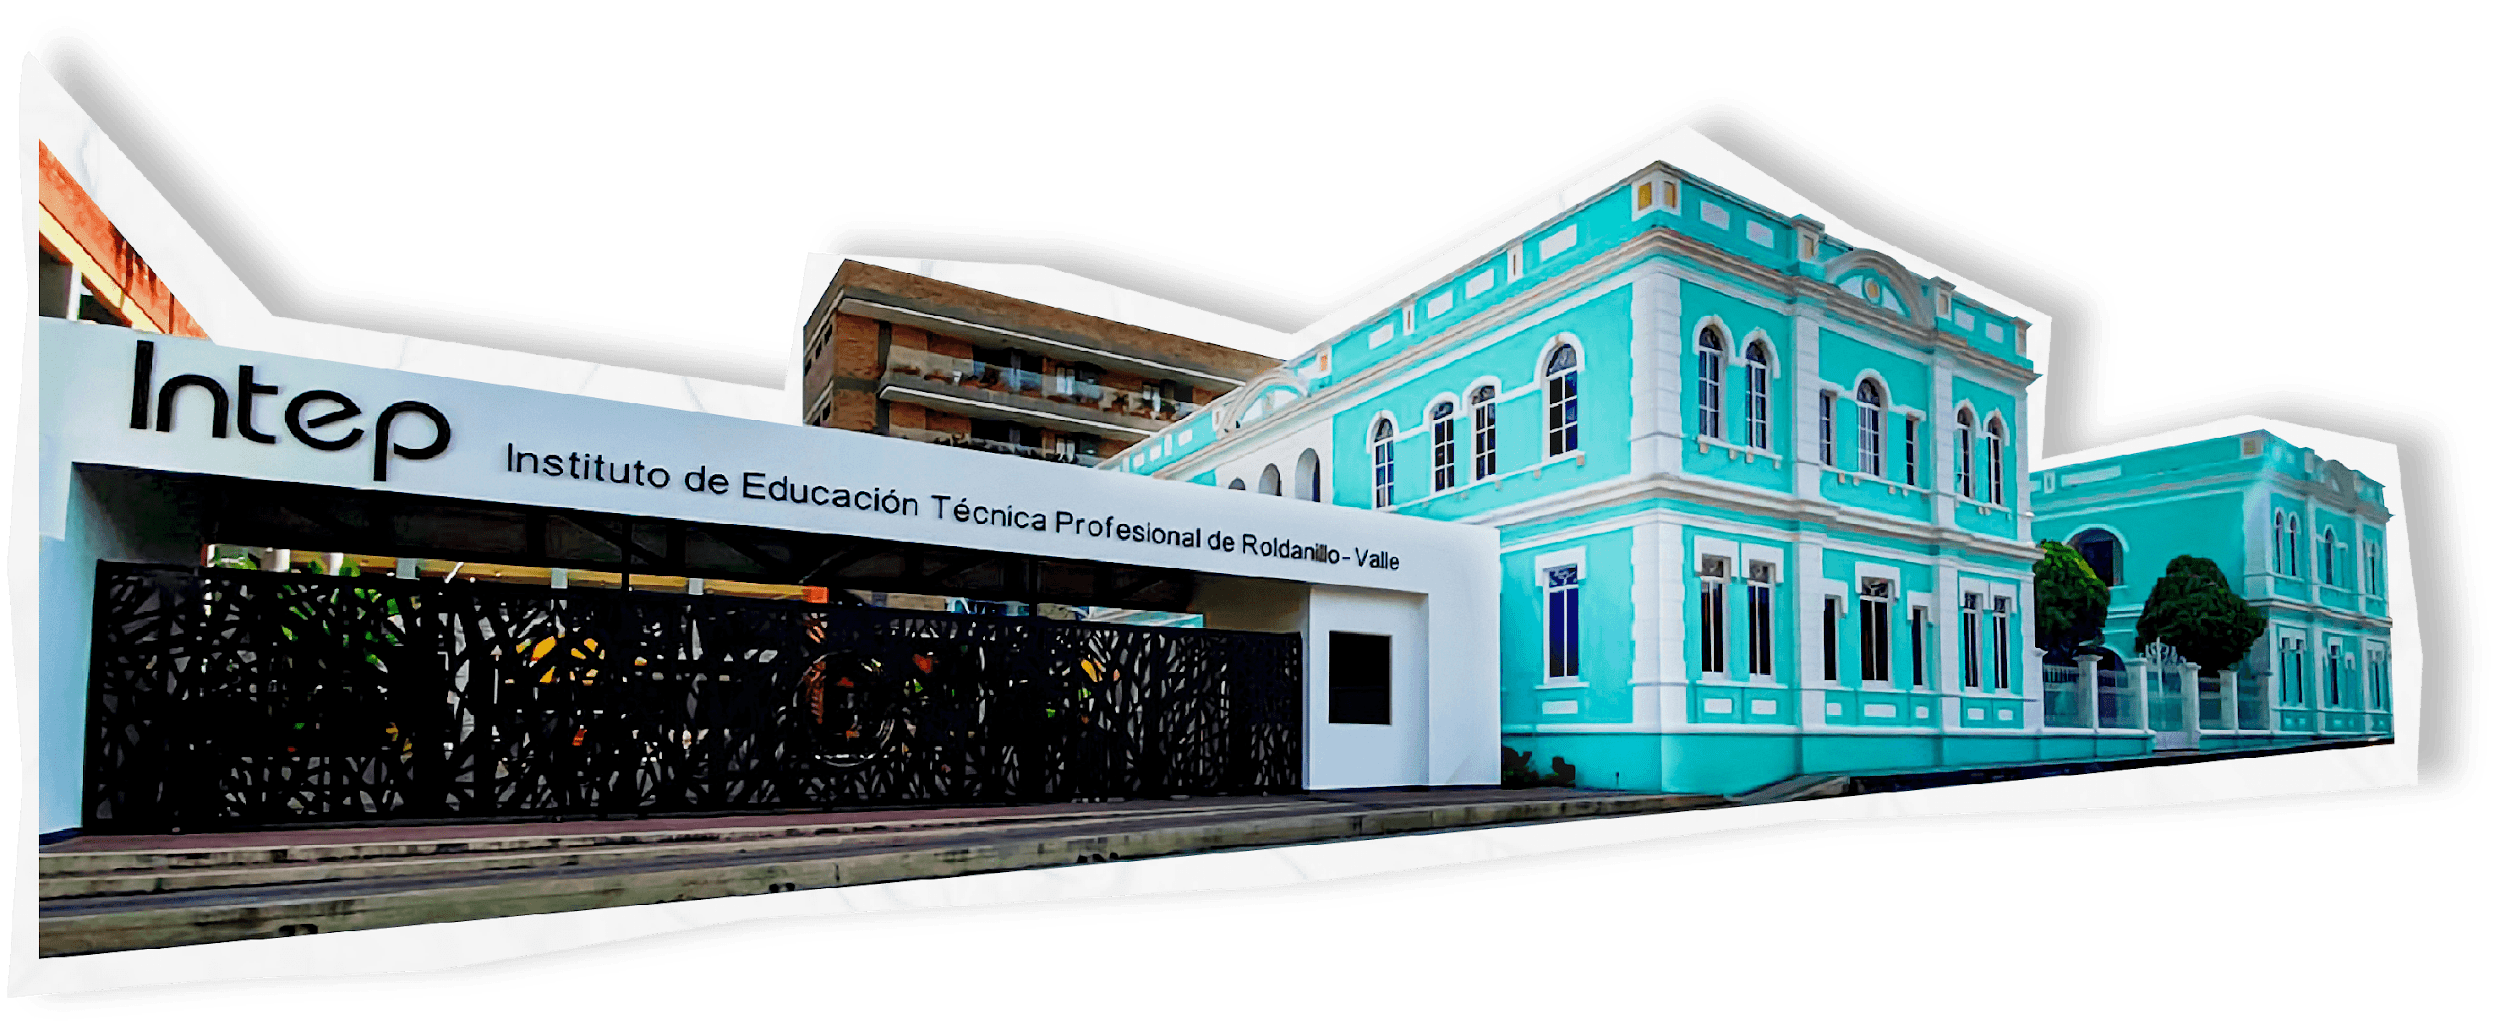 Intep
Instituto de Educación Técnica Profesional de Roldanillo-Valle